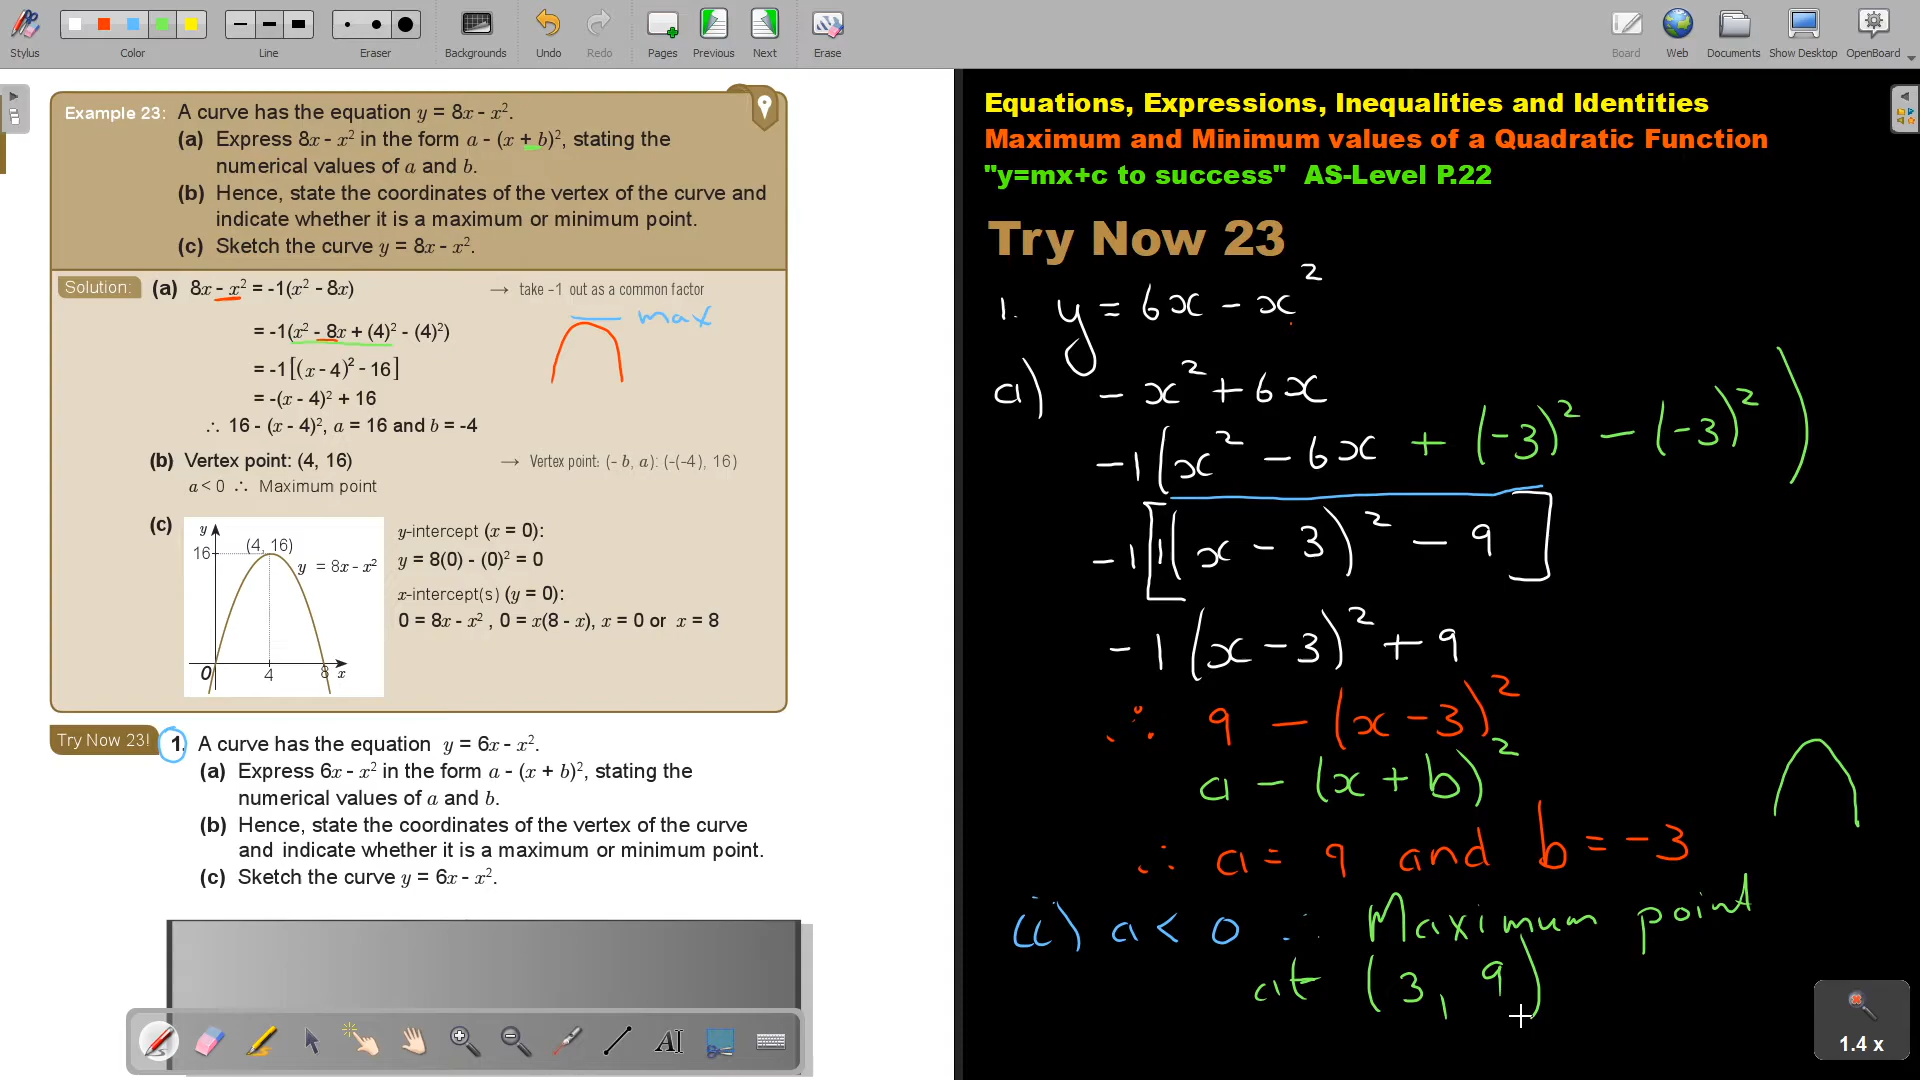 Stylus Color Line Eraser Backgrounds Undo Redo Pages Previous Next Erase Board Web Documents Show Desktop OpenBoard
Example 23: A curve has the equation y = 8x - x².
(a) Express 8x - x² in the form a - (x + b)², stating the
numerical values of a and b.
(b) Hence, state the coordinates of the vertex of the curve and
indicate whether it is a maximum or minimum point.
(c) Sketch the curve y = 8x - x².
Solution: (a) 8x - x² = -1(x² - 8x) → take -1 out as a common factor
max
= -1(x² - 8x + (4)² - (4)²)
= -1[(x - 4)² - 16]
= -(x - 4)² + 16
∴ 16 - (x - 4)², a = 16 and b = -4
(b) Vertex point: (4, 16) → Vertex point: (- b, a): (-(-4), 16)
a < 0 ∴ Maximum point
(c)
y
16
(4, 16)
y = 8x - x²
0 4 8 x
y-intercept (x = 0):
y = 8(0) - (0)² = 0
x-intercept(s) (y = 0):
0 = 8x - x² , 0 = x(8 - x), x = 0 or x = 8
Try Now 23! 1. A curve has the equation y = 6x - x².
(a) Express 6x - x² in the form a - (x + b)², stating the
numerical values of a and b.
(b) Hence, state the coordinates of the vertex of the curve
and indicate whether it is a maximum or minimum point.
(c) Sketch the curve y = 6x - x².
Equations, Expressions, Inequalities and Identities
Maximum and Minimum values of a Quadratic Function
"y=mx+c to success" AS-Level P.22
Try Now 23
1. y = 6x - x²
a) - x² + 6x
-1(x² - 6x + (-3)² - (-3)²)
-1[1(x - 3)² - 9]
-1(x - 3)² + 9
∴ 9 - (x - 3)²
a - (x + b)²
∴ a = 9 and b = -3
(ii) a < 0 ∴ Maximum point
at (3, 9)
AI
1.4 x